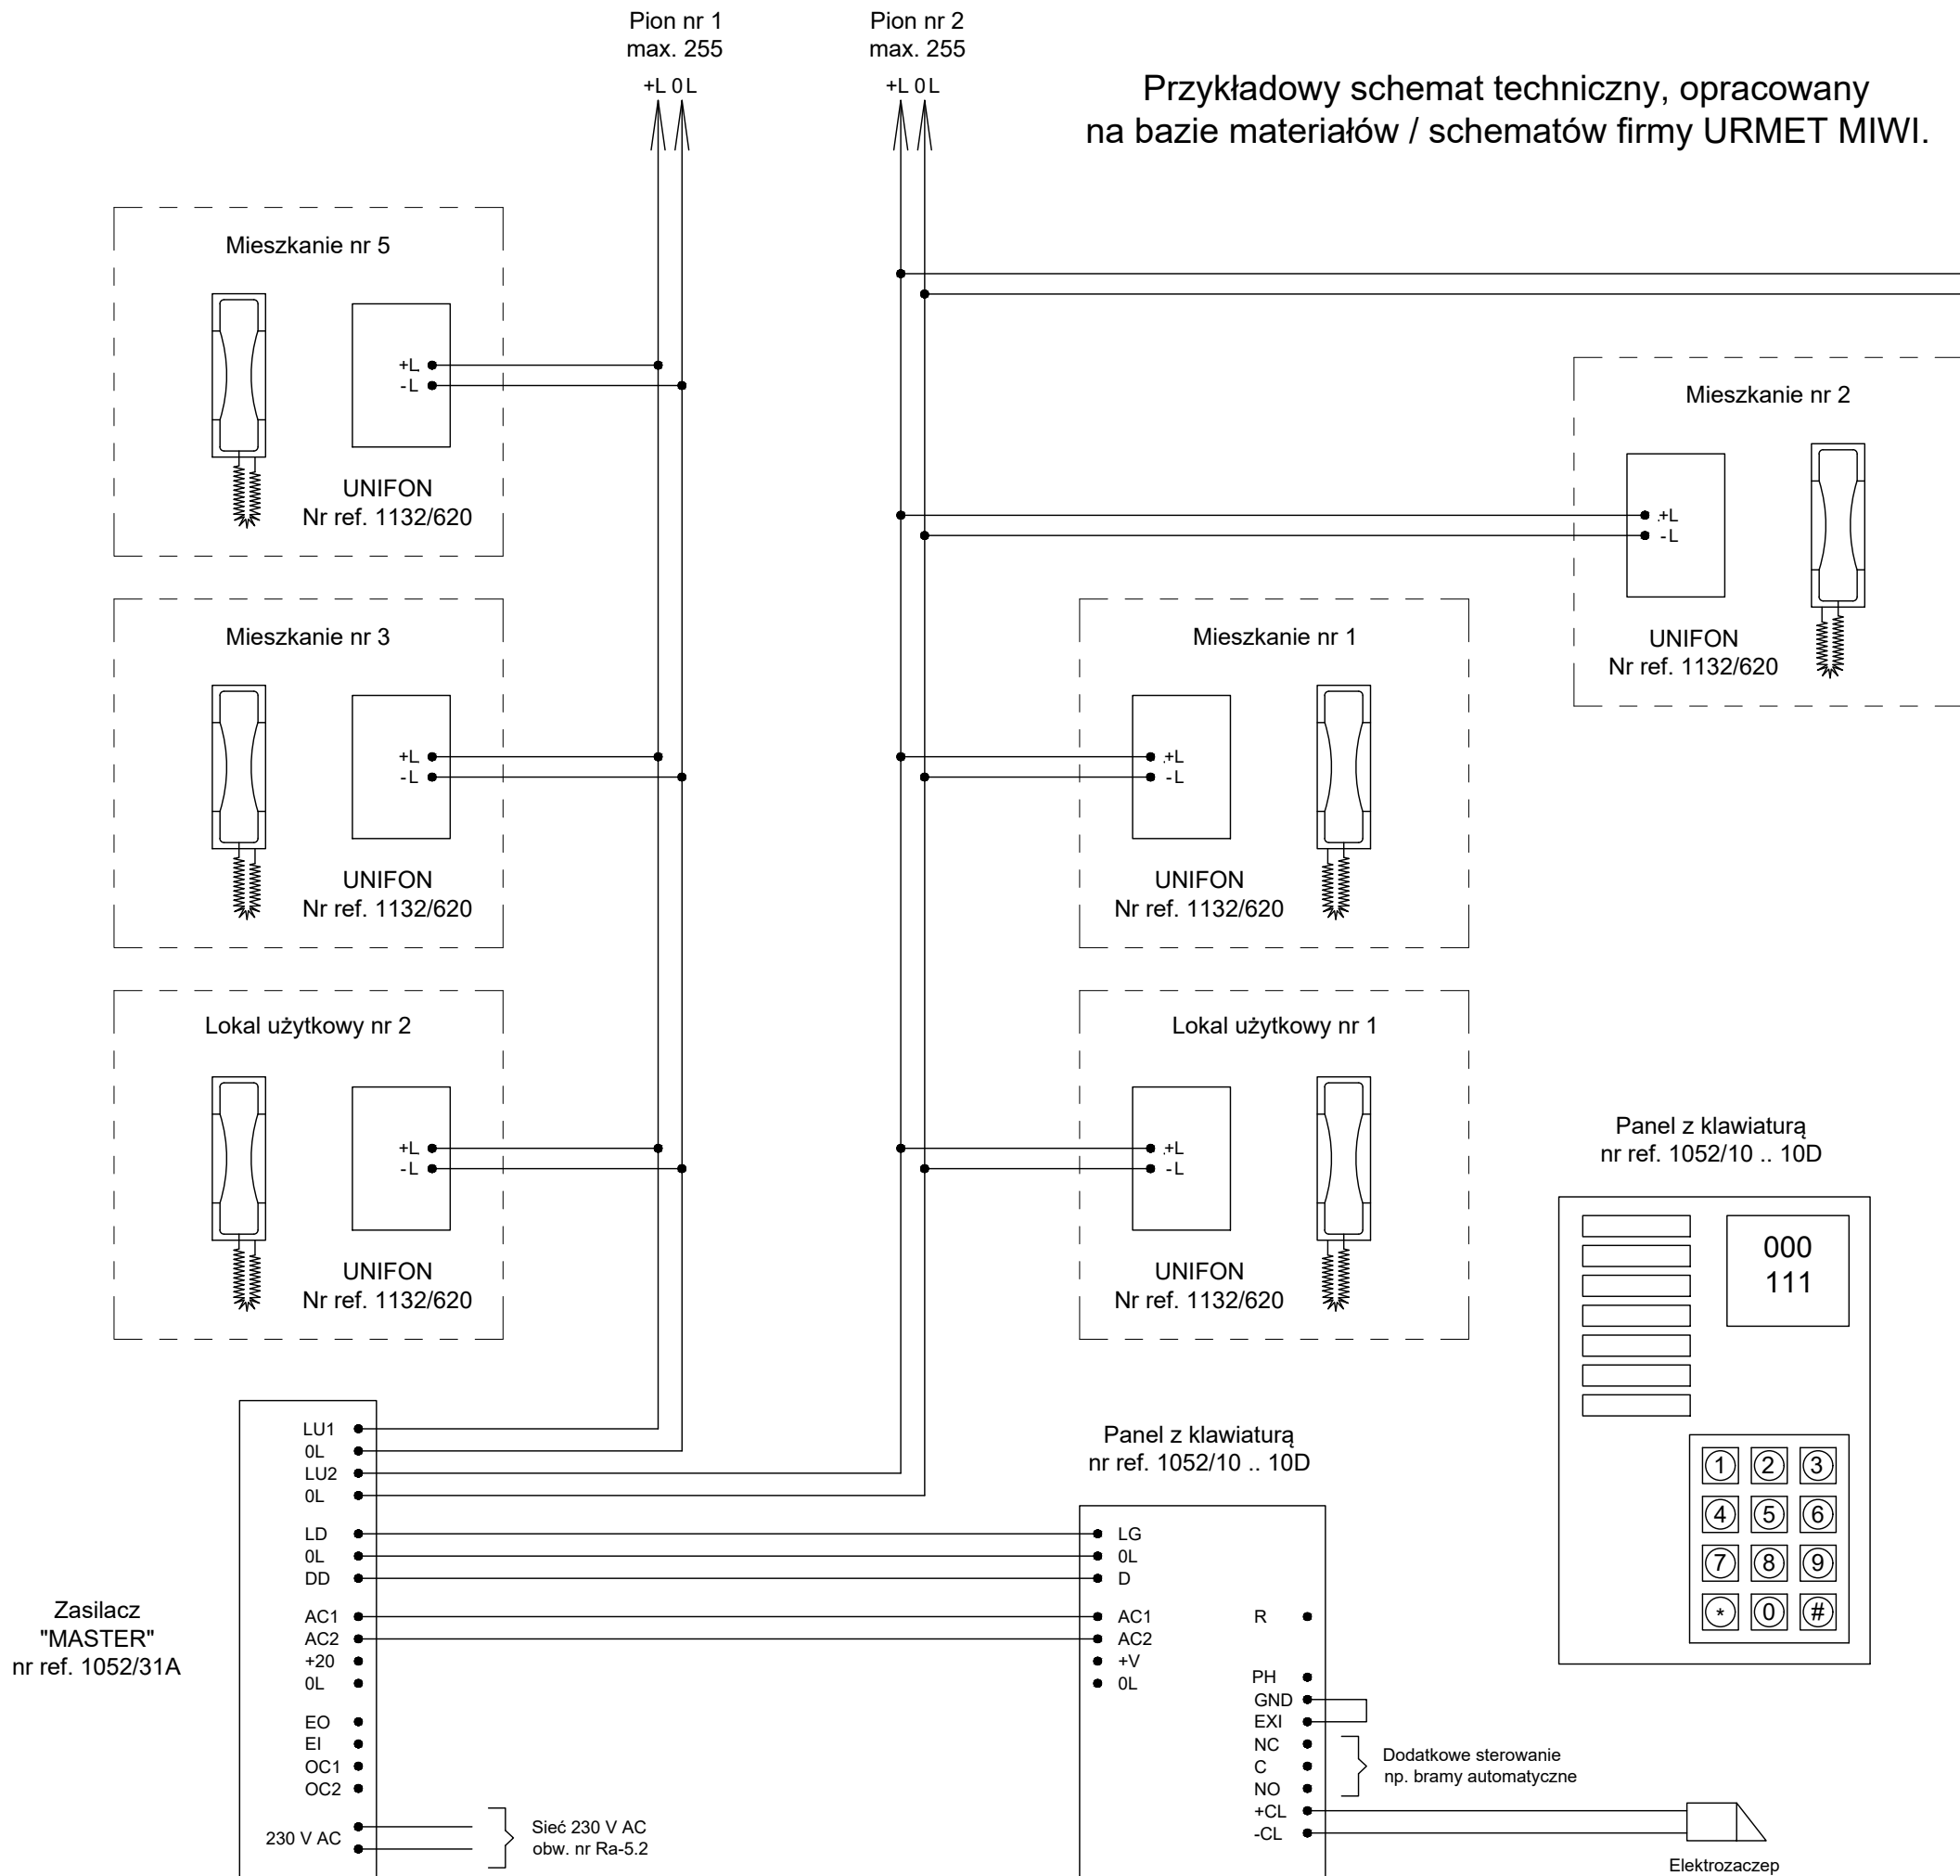 Pion nr 1
max. 255
+L 0L
Pion nr 2
max. 255
+L 0L
Przykładowy schemat techniczny, opracowany
na bazie materiałów / schematów firmy URMET MIWI.
Mieszkanie nr 5
+L
-L
UNIFON
Nr ref. 1132/620
Mieszkanie nr 2
+L
-L
UNIFON
Nr ref. 1132/620
Mieszkanie nr 3
+L
-L
UNIFON
Nr ref. 1132/620
Mieszkanie nr 1
+L
-L
UNIFON
Nr ref. 1132/620
Lokal użytkowy nr 2
+L
-L
UNIFON
Nr ref. 1132/620
Lokal użytkowy nr 1
+L
-L
UNIFON
Nr ref. 1132/620
Panel z klawiaturą
nr ref. 1052/10 .. 10D
000
111
1 2 3
4 5 6
7 8 9
* 0 #
Zasilacz
"MASTER"
nr ref. 1052/31A
LU1
0L
LU2
0L
LD
0L
DD
AC1
AC2
+20
0L
EO
EI
OC1
OC2
230 V AC
Sieć 230 V AC
obw. nr Ra-5.2
Panel z klawiaturą
nr ref. 1052/10 .. 10D
LG
0L
D
AC1
AC2
+V
0L
R
PH
GND
EXI
NC
C
NO
+CL
-CL
Dodatkowe sterowanie
np. bramy automatyczne
Elektrozaczep